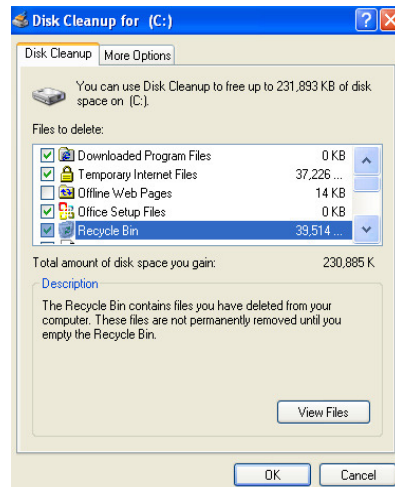 Disk Cleanup for (C:)
Disk Cleanup
More Options
You can use Disk Cleanup to free up to 231,893 KB of disk
space on (C:).
Files to delete:
Downloaded Program Files 0 KB
Temporary Internet Files 37,226 ...
Offline Web Pages 14 KB
Office Setup Files 0 KB
Recycle Bin 39,514 ...
Total amount of disk space you gain: 230,885 K
Description
The Recycle Bin contains files you have deleted from your
computer. These files are not permanently removed until you
empty the Recycle Bin.
View Files
OK
Cancel